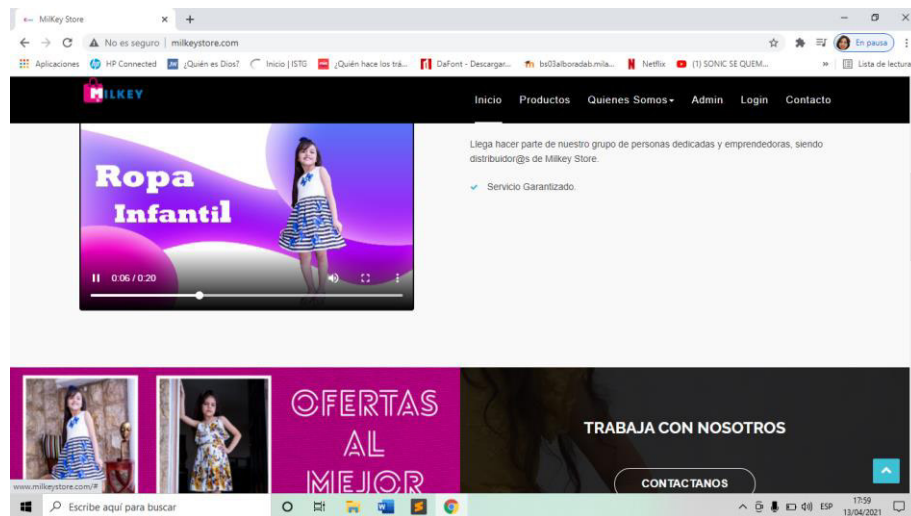 MilKey Store
No es seguro | milkeystore.com
En pausa
Aplicaciones
HP Connected
¿Quién es Dios?
Inicio | ISTG
¿Quién hace los trá...
DaFont - Descargar...
bs03alboradab.mila...
Netflix
(1) SONIC SE QUEM...
»
Lista de lectura
MILKEY
Inicio
Productos
Quienes Somos
Admin
Login
Contacto
Ropa
Infantil
0:06 / 0:20
Llega hacer parte de nuestro grupo de personas dedicadas y emprendedoras, siendo
distribuidor@s de Milkey Store.
Servicio Garantizado.
OFERTAS
AL
MEJOR
TRABAJA CON NOSOTROS
CONTACTANOS
www.milkeystore.com/#
Escribe aquí para buscar
ESP
17:59
13/04/2021